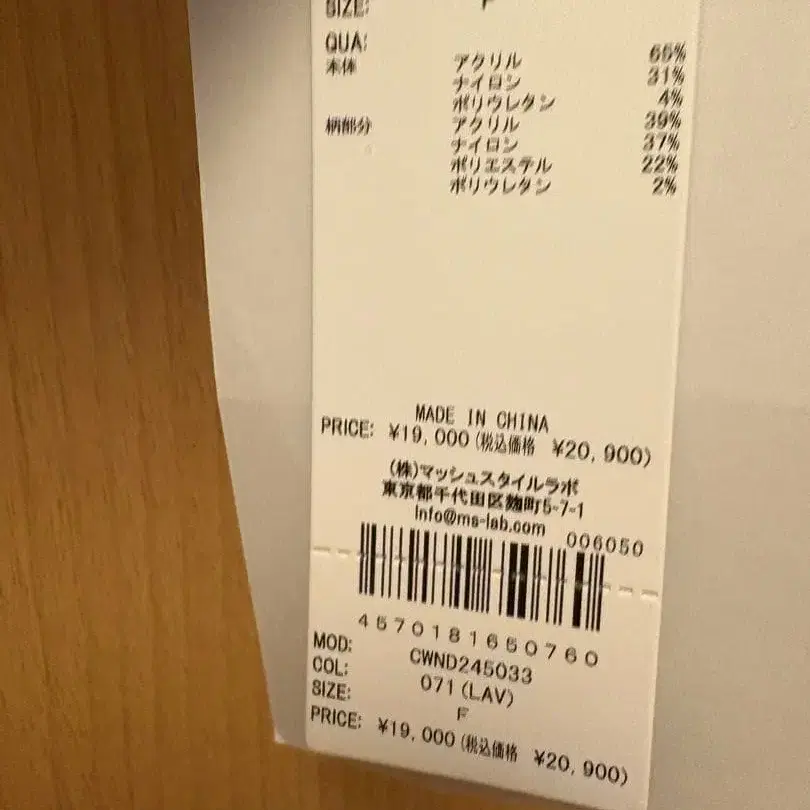 SIZE: F
QUA:
本体 アクリル 65%
ナイロン 31%
ポリウレタン 4%
柄部分 アクリル 39%
ナイロン 37%
ポリエステル 22%
ポリウレタン 2%
MADE IN CHINA
PRICE: ¥19,000(税込価格 ¥20,900)
(株)マッシュスタイルラボ
東京都千代田区麹町5-7-1
Info@ms-lab.com
006050
4570181650760
MOD: CWND245033
COL: 071(LAV)
SIZE: F
PRICE: ¥19,000(税込価格 ¥20,900)